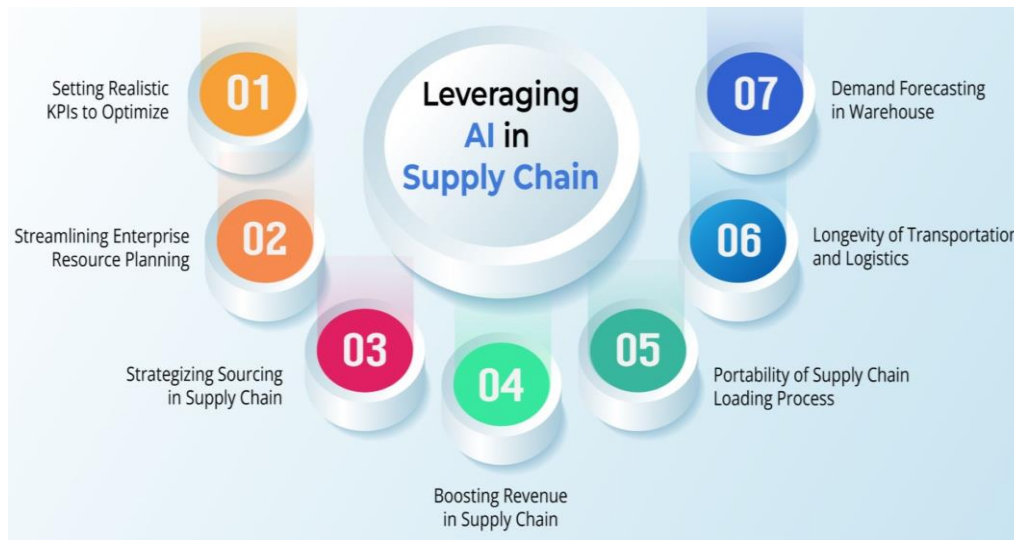 Leveraging
AI in
Supply Chain
01
Setting Realistic
KPIs to Optimize
02
Streamlining Enterprise
Resource Planning
03
Strategizing Sourcing
in Supply Chain
04
Boosting Revenue
in Supply Chain
05
Portability of Supply Chain
Loading Process
06
Longevity of Transportation
and Logistics
07
Demand Forecasting
in Warehouse